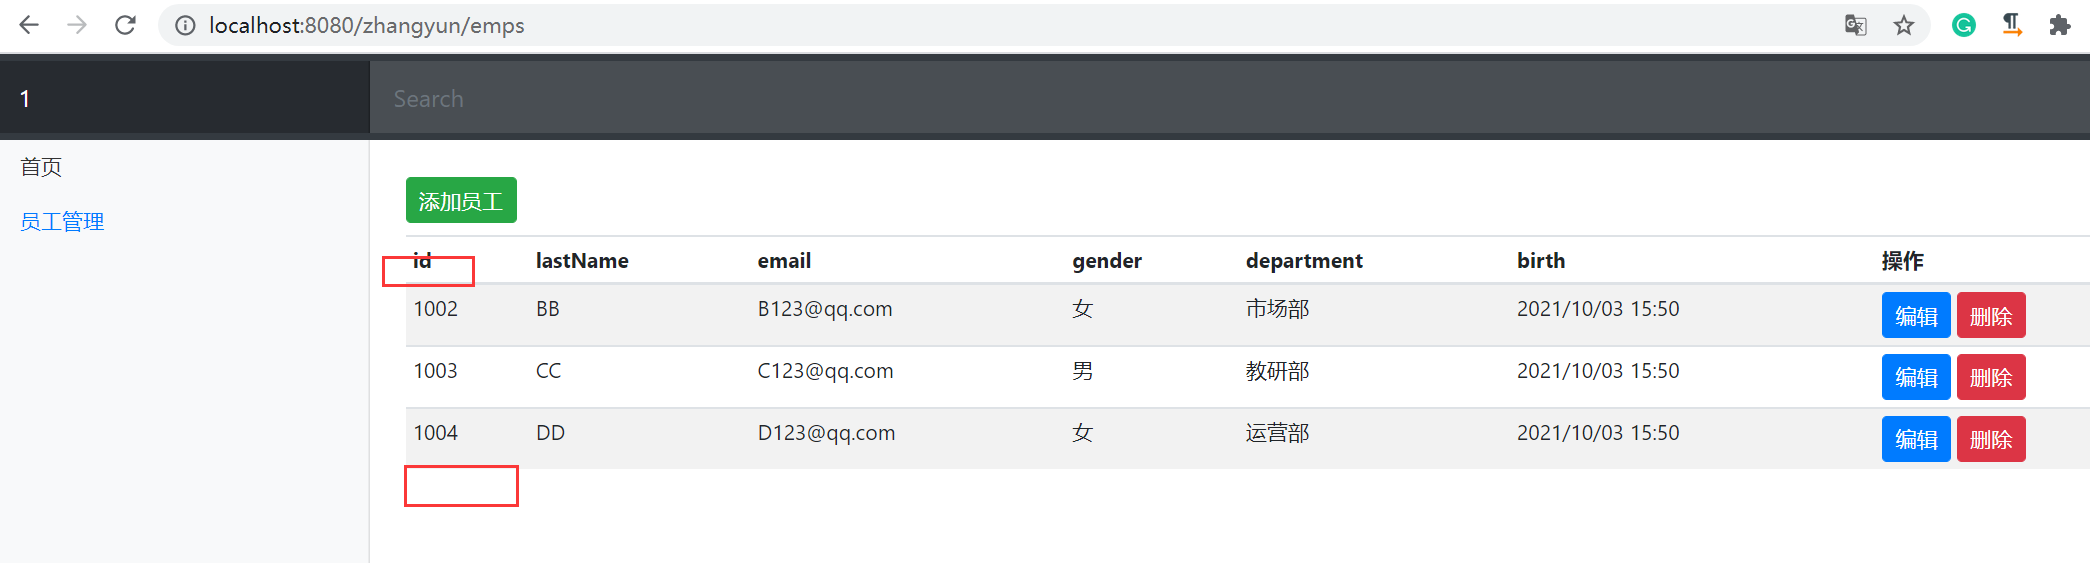 localhost:8080/zhangyun/emps
1
Search
首页
员工管理
添加员工
id lastName email gender department birth 操作
1002 BB B123@qq.com 女 市场部 2021/10/03 15:50 编辑 删除
1003 CC C123@qq.com 男 教研部 2021/10/03 15:50 编辑 删除
1004 DD D123@qq.com 女 运营部 2021/10/03 15:50 编辑 删除